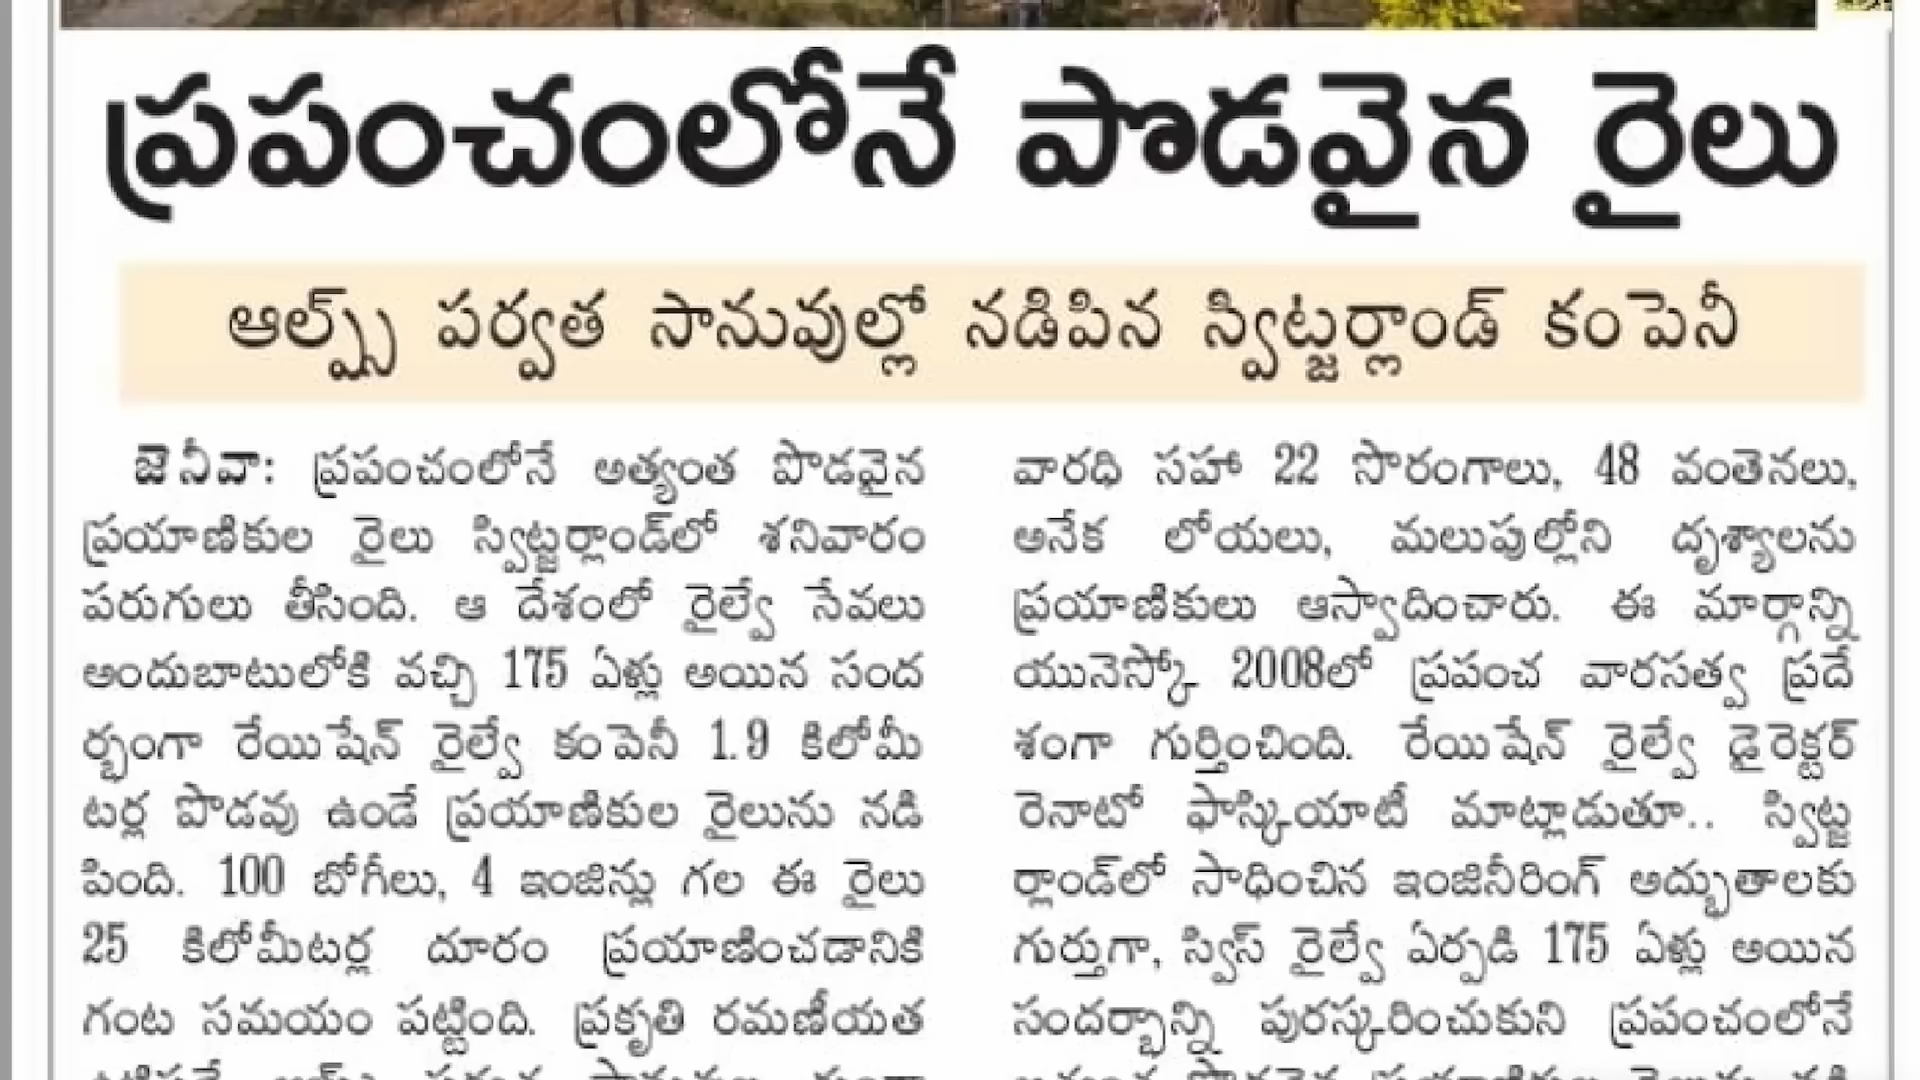 ప్రపంచంలోనే పొడవైన రైలు
ఆల్ప్స్ పర్వత సానువుల్లో నడిపిన స్విట్జర్లాండ్ కంపెనీ
జెనీవా: ప్రపంచంలోనే అత్యంత పొడవైన
ప్రయాణికుల రైలు స్విట్జర్లాండ్‌లో శనివారం
పరుగులు తీసింది. ఆ దేశంలో రైల్వే సేవలు
అందుబాటులోకి వచ్చి 175 ఏళ్లు అయిన సంద
ర్భంగా రేయిషేన్ రైల్వే కంపెనీ 1.9 కిలోమీ
టర్ల పొడవు ఉండే ప్రయాణికుల రైలును నడి
పింది. 100 బోగీలు, 4 ఇంజిన్లు గల ఈ రైలు
25 కిలోమీటర్ల దూరం ప్రయాణించడానికి
గంట సమయం పట్టింది. ప్రకృతి రమణీయత
వారధి సహా 22 సొరంగాలు, 48 వంతెనలు,
అనేక లోయలు, మలుపుల్లోని దృశ్యాలను
ప్రయాణికులు ఆస్వాదించారు. ఈ మార్గాన్ని
యునెస్కో 2008లో ప్రపంచ వారసత్వ ప్రదే
శంగా గుర్తించింది. రేయిషేన్ రైల్వే డైరెక్టర్
రెనాటో ఫాస్కియాటీ మాట్లాడుతూ.. స్విట్జ
ర్లాండ్‌లో సాధించిన ఇంజినీరింగ్ అద్భుతాలకు
గుర్తుగా, స్విస్ రైల్వే ఏర్పడి 175 ఏళ్లు అయిన
సందర్భాన్ని పురస్కరించుకుని ప్రపంచంలోనే